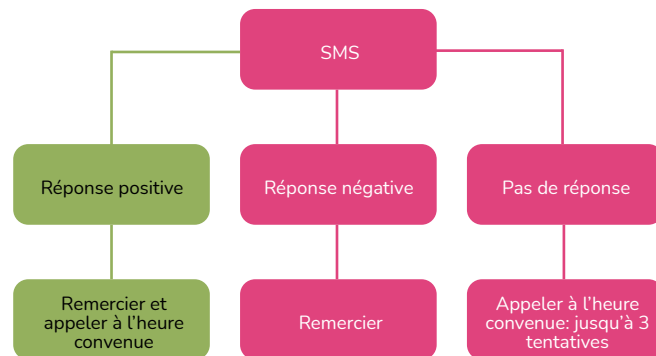 SMS
Réponse positive
Réponse négative
Pas de réponse
Remercier et
appeler à l’heure
convenue
Remercier
Appeler à l’heure
convenue: jusqu’à 3
tentatives